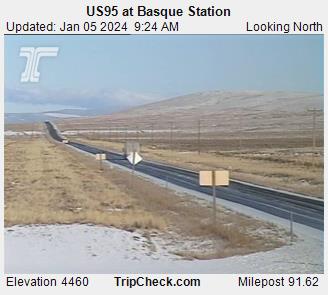 US95 at Basque Station
Updated: Jan 05 2024 9:24 AM Looking North
Elevation 4460 TripCheck.com Milepost 91.62